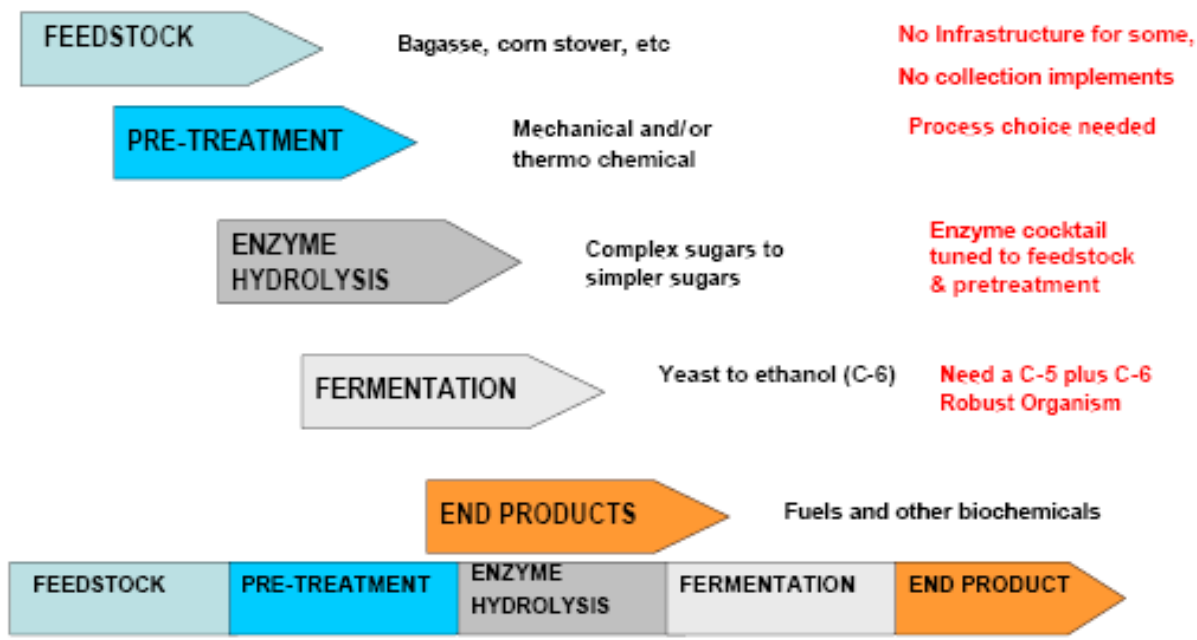 FEEDSTOCK
Bagasse, corn stover, etc
No Infrastructure for some,
No collection implements
PRE-TREATMENT
Mechanical and/or
thermo chemical
Process choice needed
ENZYME
HYDROLYSIS
Complex sugars to
simpler sugars
Enzyme cocktail
tuned to feedstock
& pretreatment
FERMENTATION
Yeast to ethanol (C-6)
Need a C-5 plus C-6
Robust Organism
END PRODUCTS
Fuels and other biochemicals
FEEDSTOCK
PRE-TREATMENT
ENZYME
HYDROLYSIS
FERMENTATION
END PRODUCT